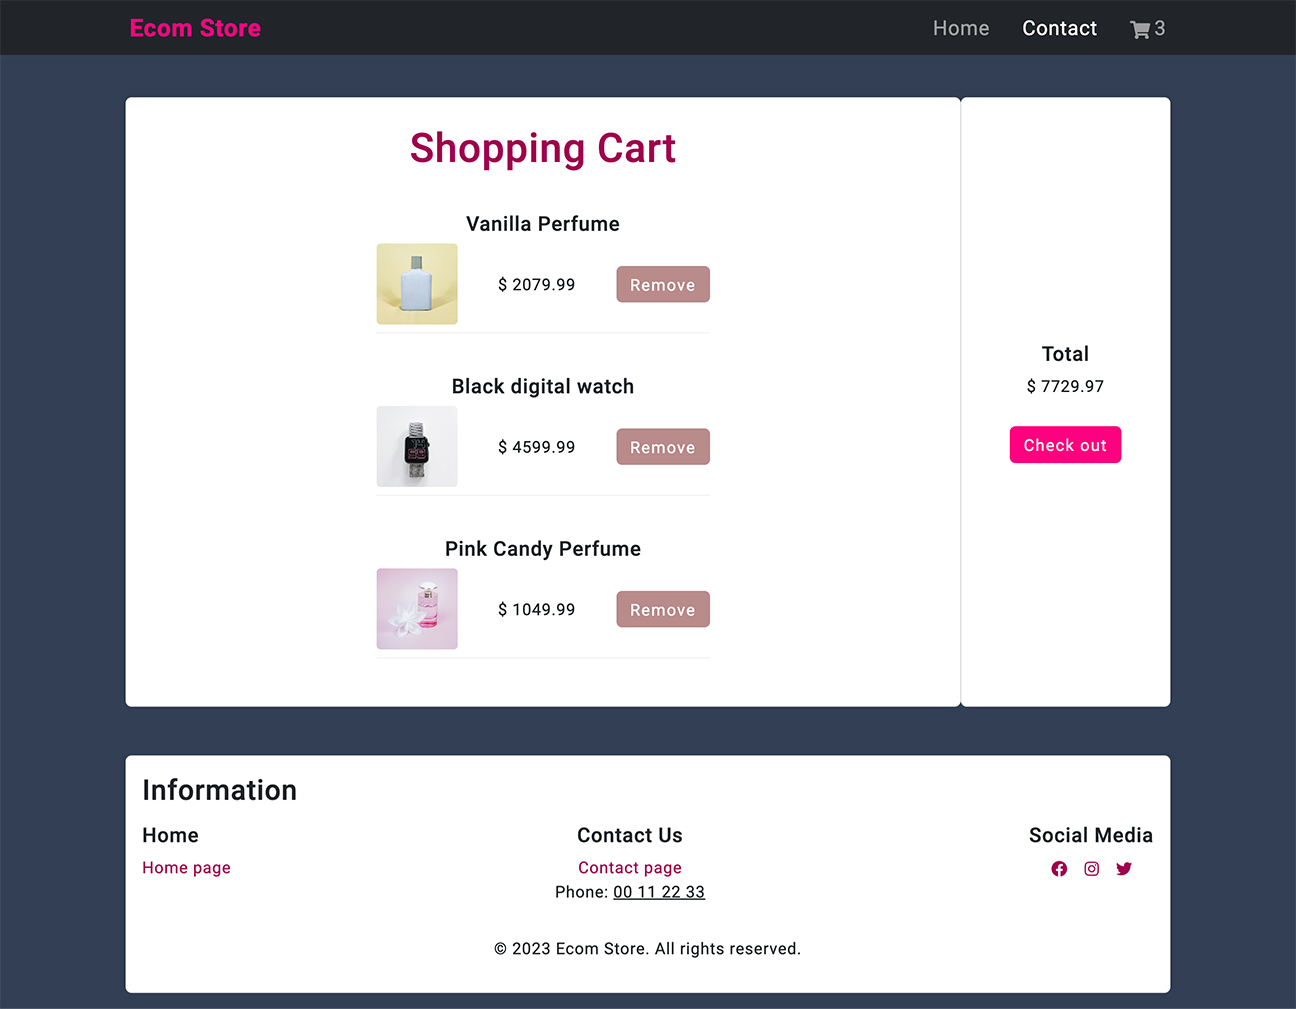 Ecom Store
Home Contact 3
Shopping Cart
Vanilla Perfume
$ 2079.99 Remove
Black digital watch
$ 4599.99 Remove
Pink Candy Perfume
$ 1049.99 Remove
Total
$ 7729.97
Check out
Information
Home
Home page
Contact Us
Contact page
Phone: 00 11 22 33
Social Media
© 2023 Ecom Store. All rights reserved.